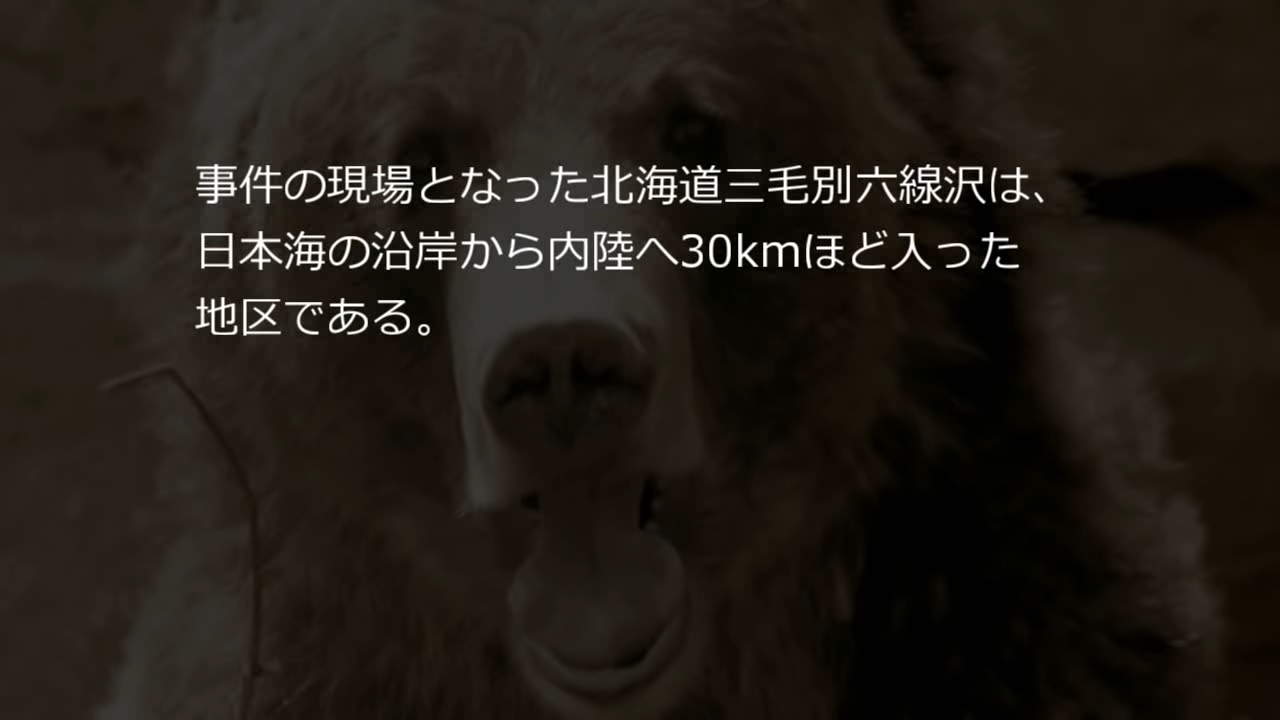 事件の現場となった北海道三毛別六線沢は、
日本海の沿岸から内陸へ30kmほど入った
地区である。